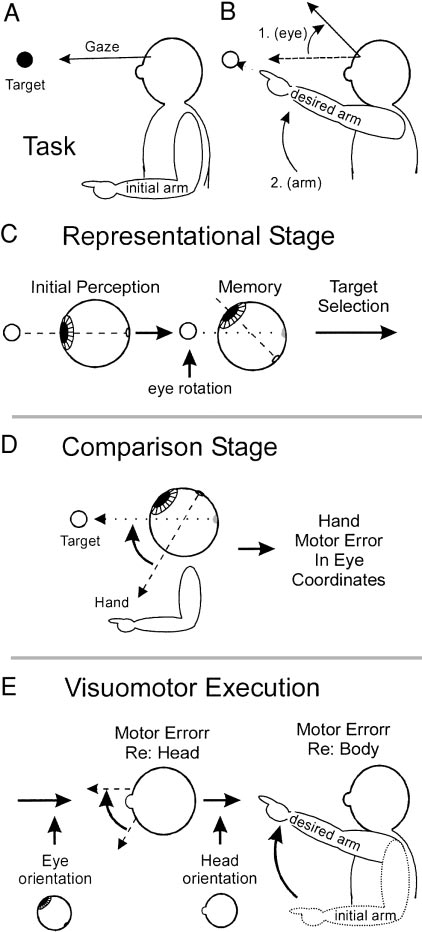 A
Gaze
Target
Task
initial arm
B
1. (eye)
desired arm
2. (arm)
C Representational Stage
Initial Perception
Memory
Target
Selection
eye rotation
D Comparison Stage
Target
Hand
Hand
Motor Error
In Eye
Coordinates
E Visuomotor Execution
Motor Errorr
Re: Head
Motor Errorr
Re: Body
desired arm
initial arm
Eye
orientation
Head
orientation